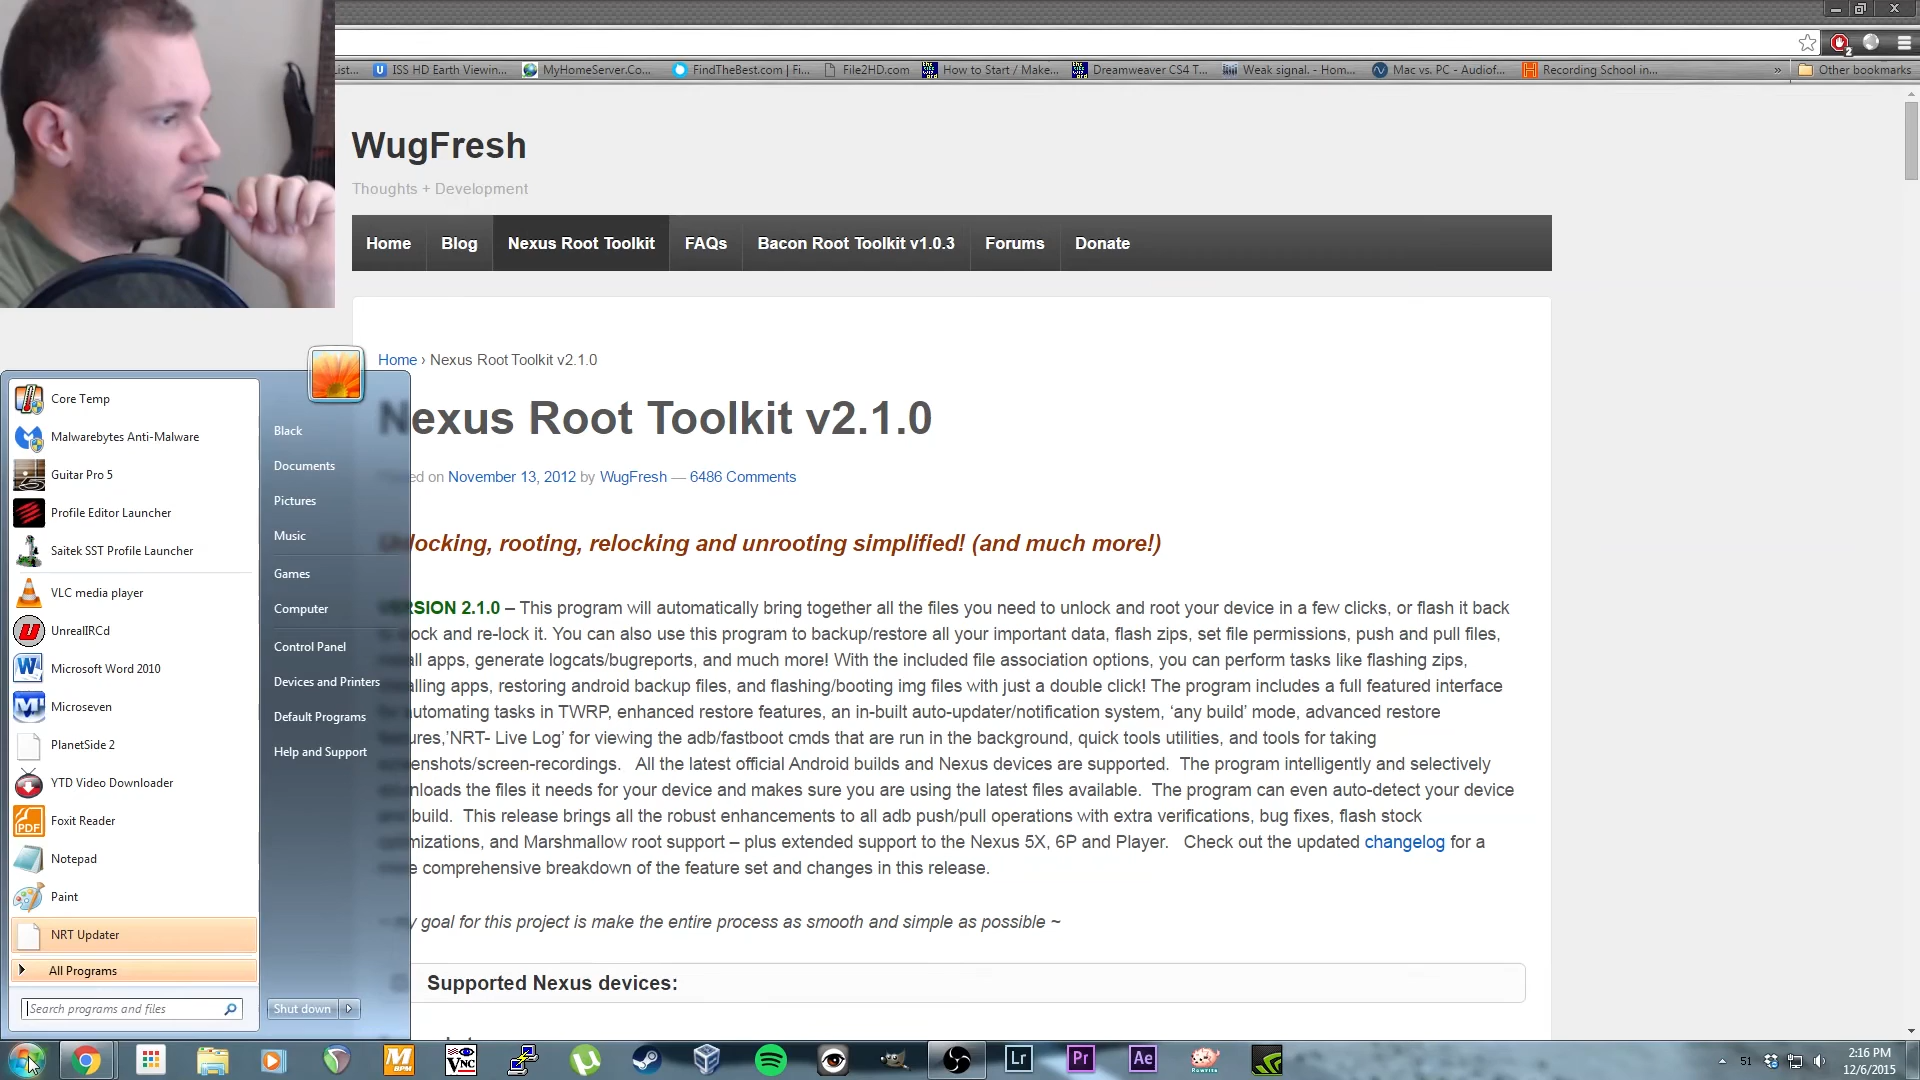 List...
ISS HD Earth Viewin...
MyHomeServer.Co...
FindTheBest.com | Fi...
File2HD.com
How to Start / Make...
Dreamweaver CS4 T...
Weak signal. - Hom...
Mac vs. PC - Audiof...
Recording School in...
»
Other bookmarks
2
WugFresh
Thoughts + Development
Home
Blog
Nexus Root Toolkit
FAQs
Bacon Root Toolkit v1.0.3
Forums
Donate
Home › Nexus Root Toolkit v2.1.0
Nexus Root Toolkit v2.1.0
ed on November 13, 2012 by WugFresh — 6486 Comments
Unlocking, rooting, relocking and unrooting simplified! (and much more!)
VERSION 2.1.0 – This program will automatically bring together all the files you need to unlock and root your device in a few clicks, or flash it back
ock and re-lock it. You can also use this program to backup/restore all your important data, flash zips, set file permissions, push and pull files,
all apps, generate logcats/bugreports, and much more! With the included file association options, you can perform tasks like flashing zips,
alling apps, restoring android backup files, and flashing/booting img files with just a double click! The program includes a full featured interface
automating tasks in TWRP, enhanced restore features, an in-built auto-updater/notification system, ‘any build’ mode, advanced restore
ures,’NRT- Live Log’ for viewing the adb/fastboot cmds that are run in the background, quick tools utilities, and tools for taking
enshots/screen-recordings. All the latest official Android builds and Nexus devices are supported. The program intelligently and selectively
nloads the files it needs for your device and makes sure you are using the latest files available. The program can even auto-detect your device
build. This release brings all the robust enhancements to all adb push/pull operations with extra verifications, bug fixes, flash stock
mizations, and Marshmallow root support – plus extended support to the Nexus 5X, 6P and Player. Check out the updated changelog for a
comprehensive breakdown of the feature set and changes in this release.
~ my goal for this project is make the entire process as smooth and simple as possible ~
Supported Nexus devices:
Core Temp
Malwarebytes Anti-Malware
Guitar Pro 5
Profile Editor Launcher
Saitek SST Profile Launcher
VLC media player
UnrealIRCd
Microsoft Word 2010
Microseven
PlanetSide 2
YTD Video Downloader
Foxit Reader
Notepad
Paint
NRT Updater
All Programs
Search programs and files
Black
Documents
Pictures
Music
Games
Computer
Control Panel
Devices and Printers
Default Programs
Help and Support
Shut down
PDF
M
BPM
VNC
Lr
Pr
Ae
Rewrite
51
2:16 PM
12/6/2015